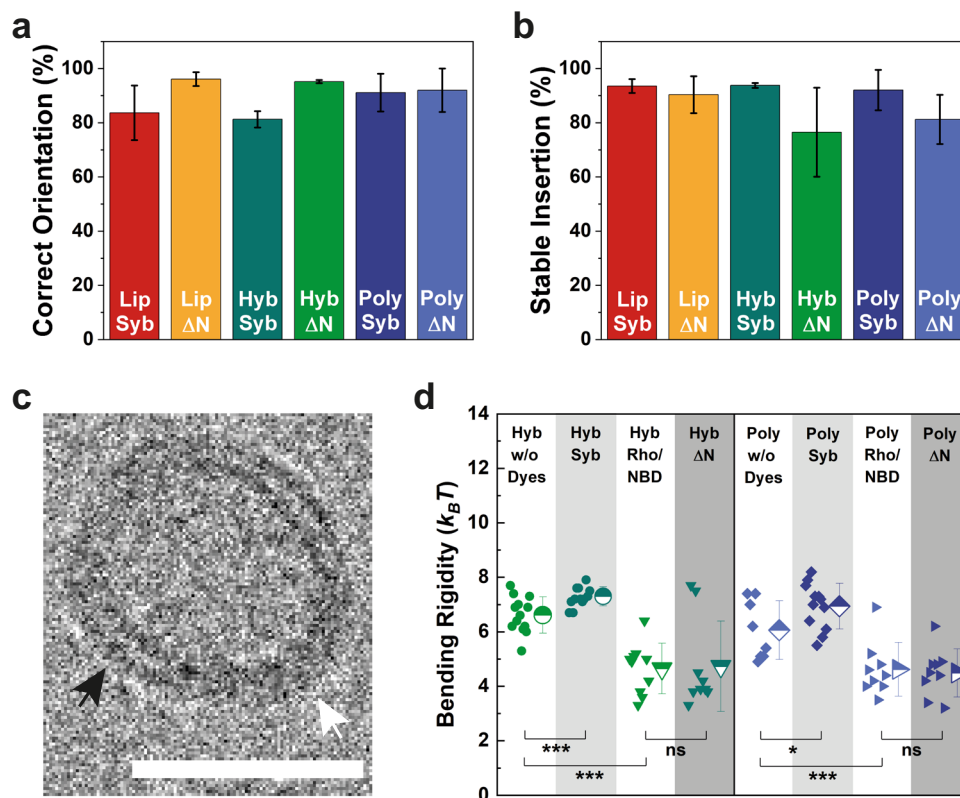 a
Correct Orientation (%)
100
80
60
40
20
0
Lip
Syb
Lip
ΔN
Hyb
Syb
Hyb
ΔN
Poly
Syb
Poly
ΔN
b
Stable Insertion (%)
100
80
60
40
20
0
Lip
Syb
Lip
ΔN
Hyb
Syb
Hyb
ΔN
Poly
Syb
Poly
ΔN
c
d
Bending Rigidity (k_BT)
14
12
10
8
6
4
2
0
Hyb
w/o
Dyes
Hyb
Syb
Hyb
Rho/
NBD
Hyb
ΔN
Poly
w/o
Dyes
Poly
Syb
Poly
Rho/
NBD
Poly
ΔN
***
ns
***
*
ns
***